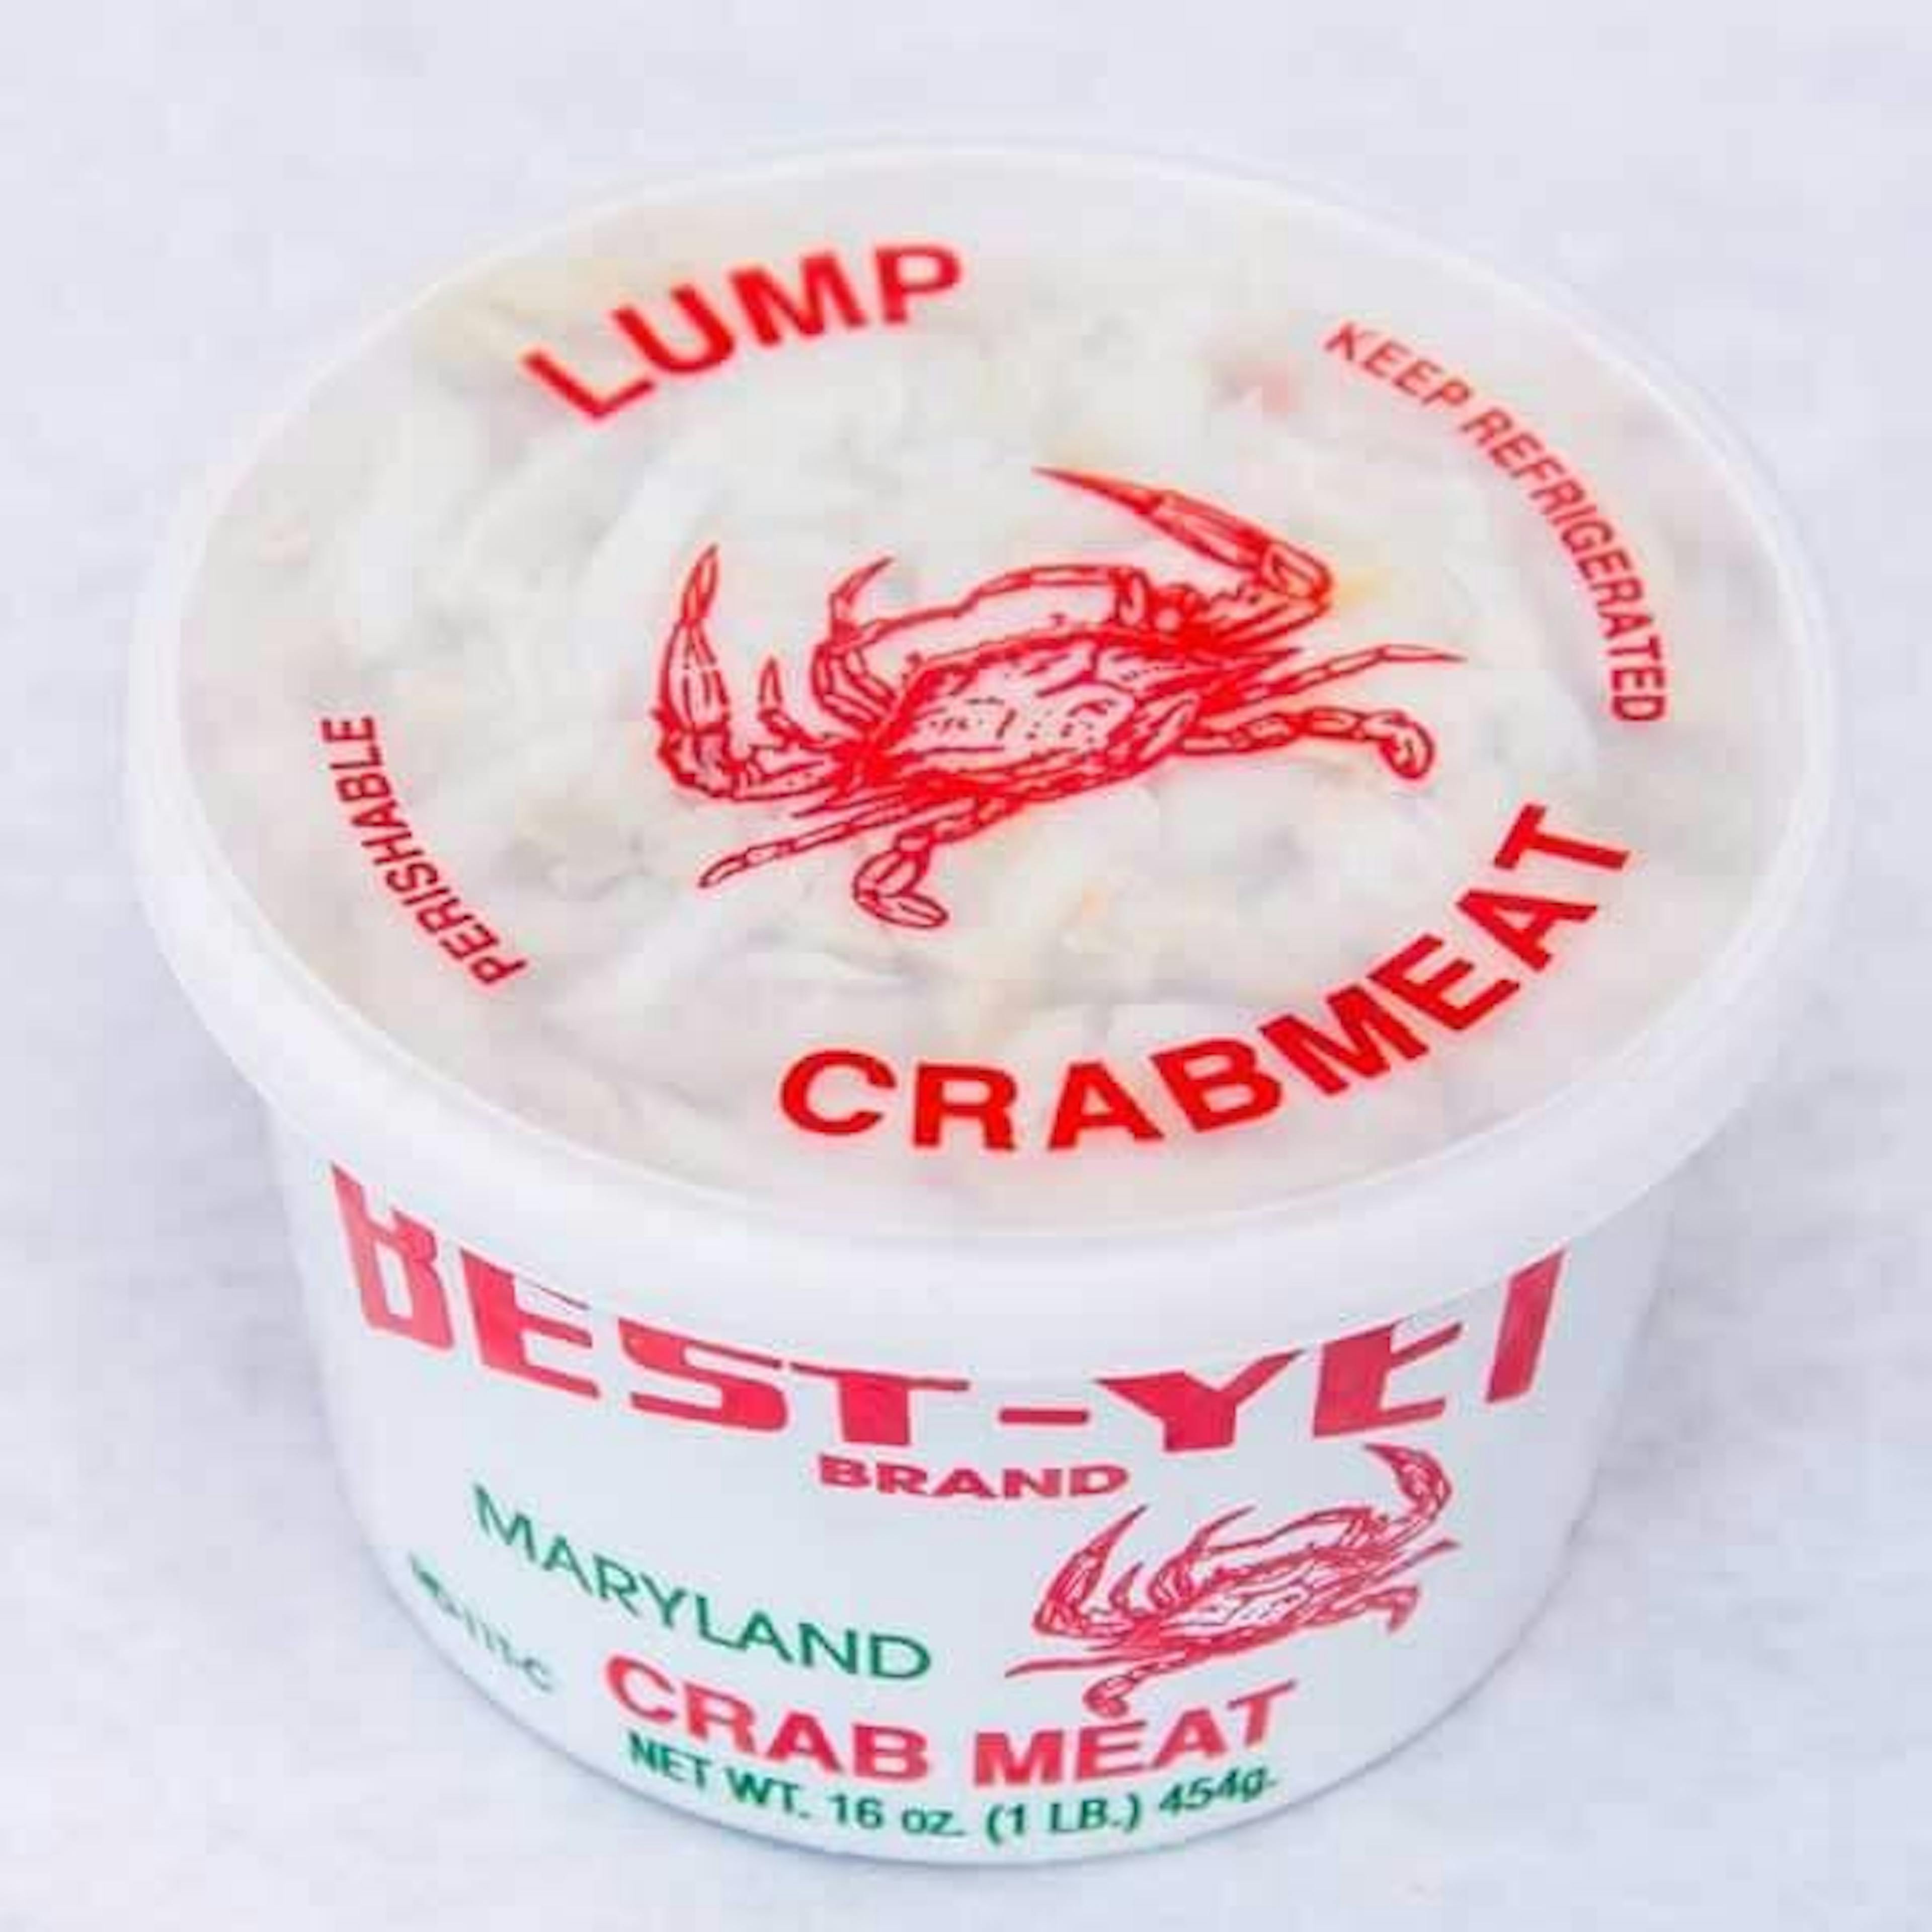 LUMP
KEEP REFRIGERATED
PERISHABLE
CRABMEAT
BEST-YET
BRAND
MARYLAND
CRAB MEAT
NET WT. 16 oz. (1 LB.) 454g.